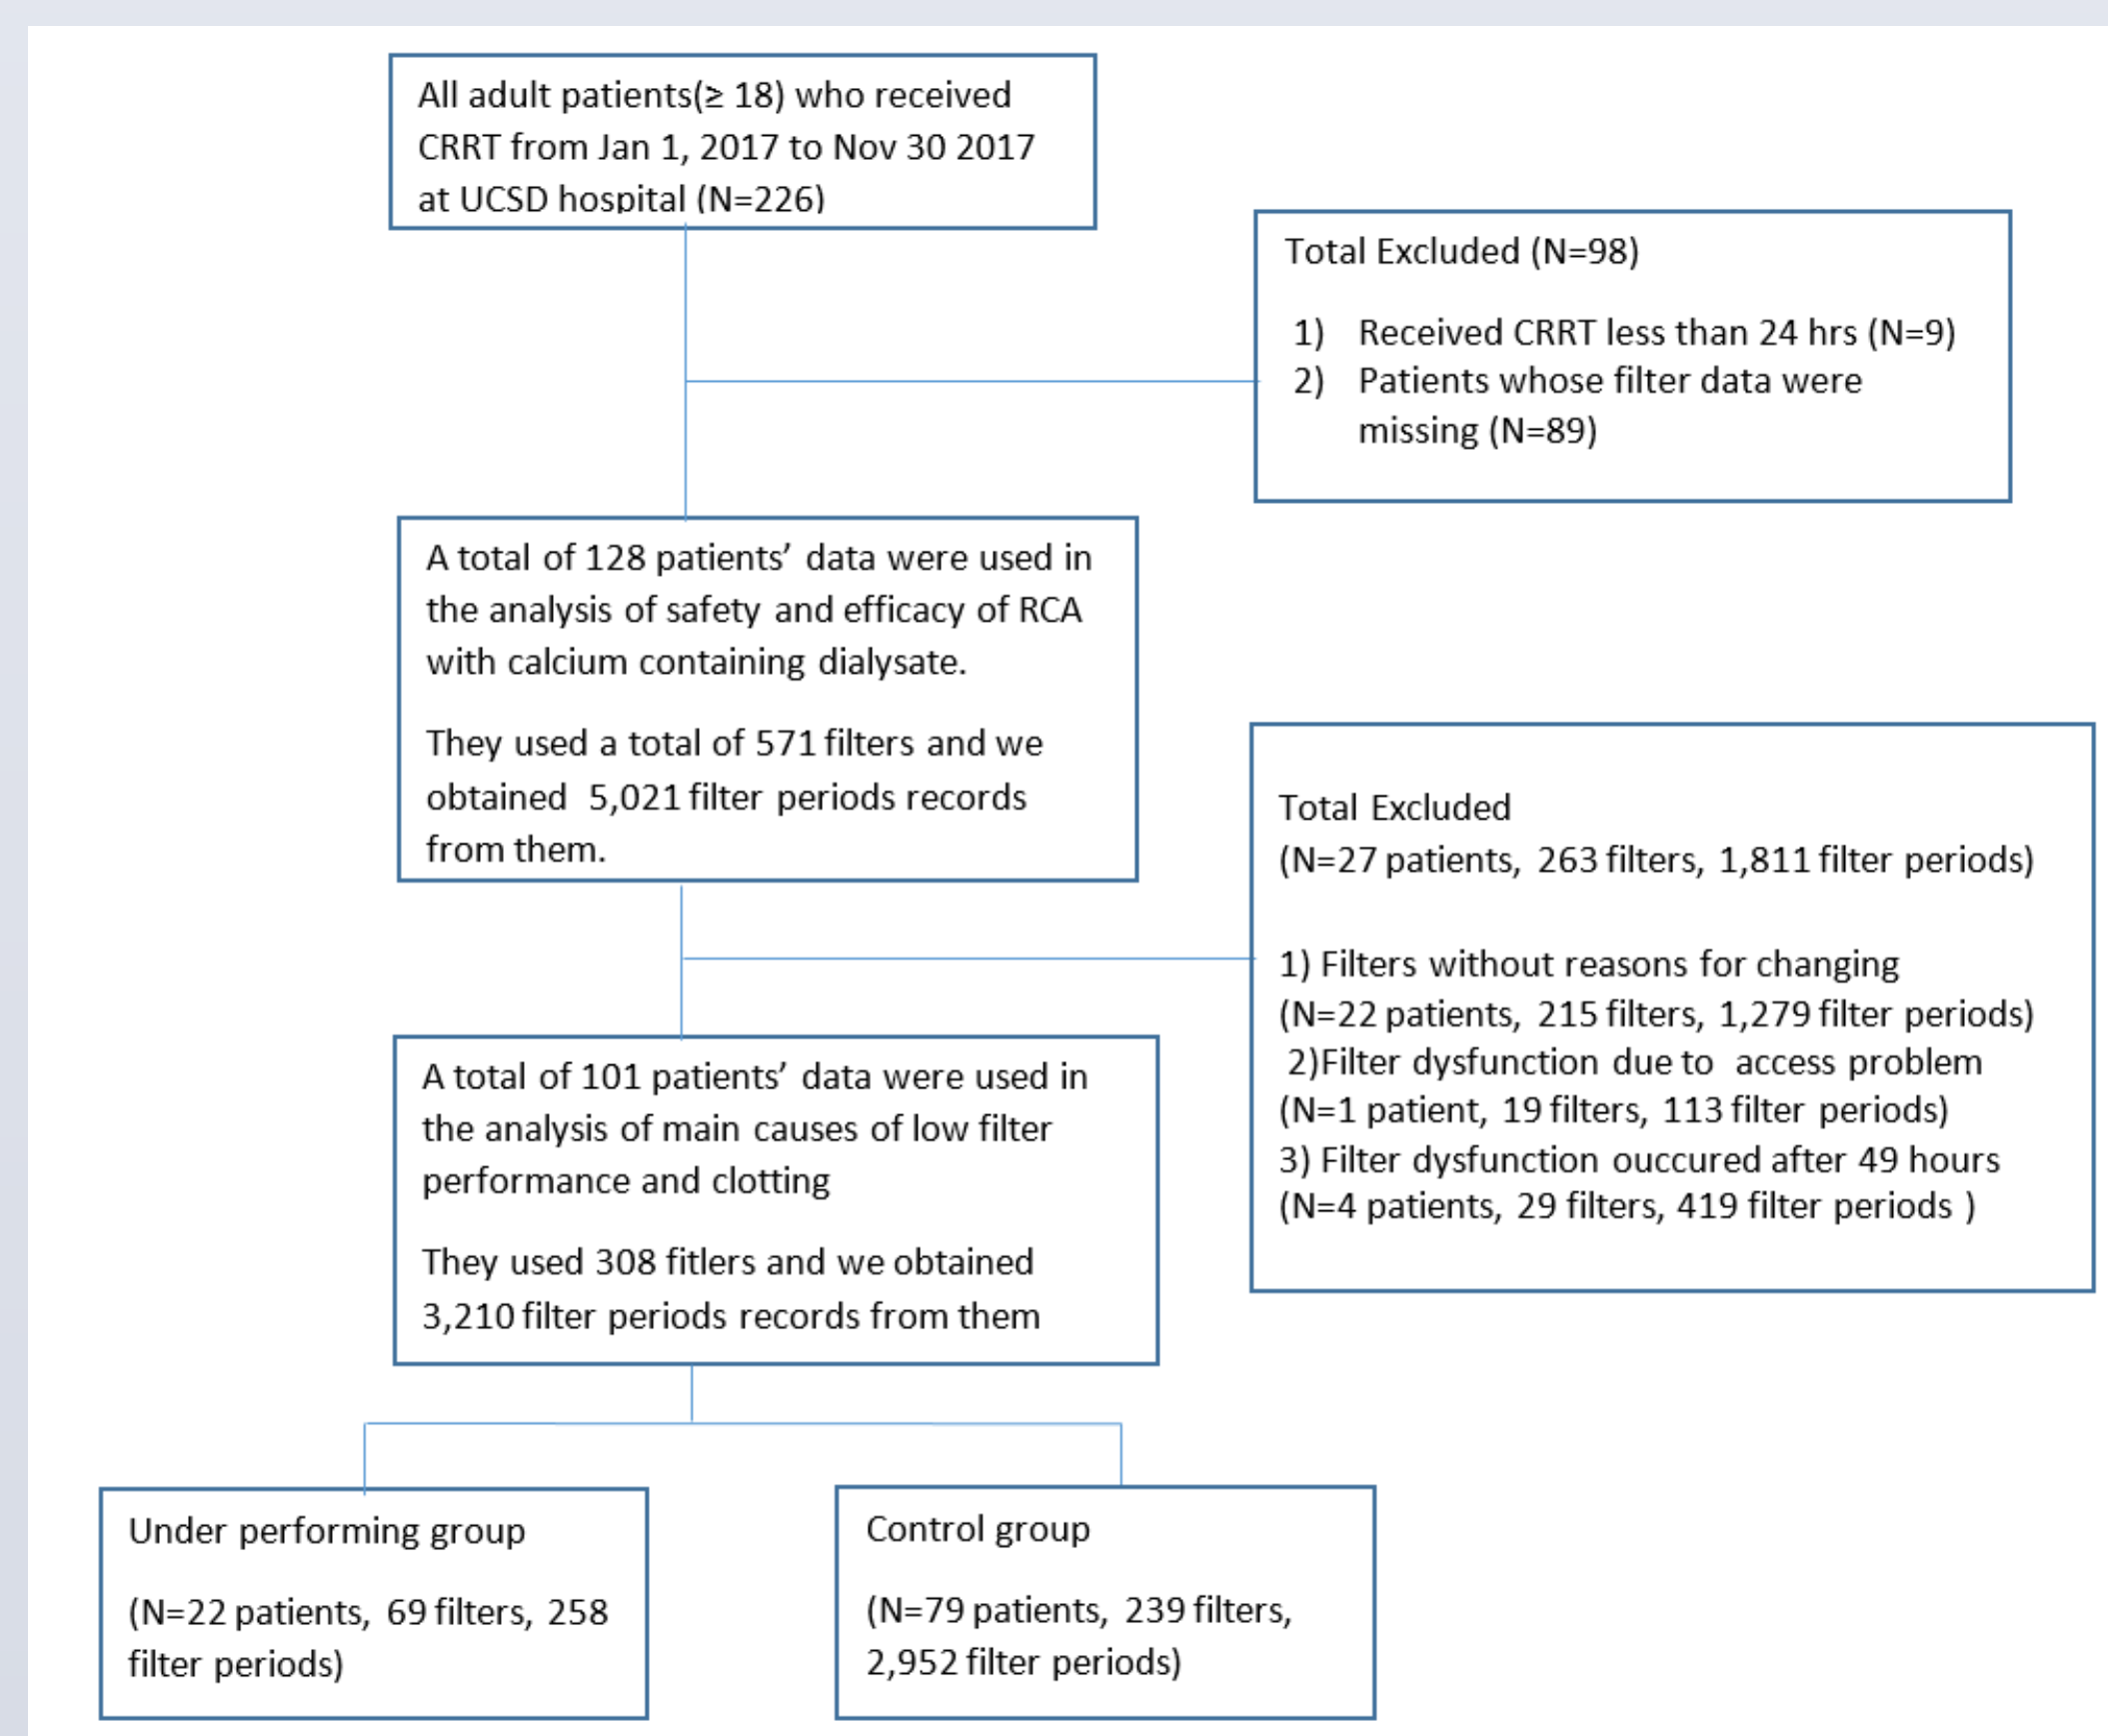 All adult patients(≥ 18) who received
CRRT from Jan 1, 2017 to Nov 30 2017
at UCSD hospital (N=226)
Total Excluded (N=98)
1) Received CRRT less than 24 hrs (N=9)
2) Patients whose filter data were
missing (N=89)
A total of 128 patients’ data were used in
the analysis of safety and efficacy of RCA
with calcium containing dialysate.
They used a total of 571 filters and we
obtained 5,021 filter periods records
from them.
Total Excluded
(N=27 patients, 263 filters, 1,811 filter periods)
1) Filters without reasons for changing
(N=22 patients, 215 filters, 1,279 filter periods)
2)Filter dysfunction due to access problem
(N=1 patient, 19 filters, 113 filter periods)
3) Filter dysfunction ouccured after 49 hours
(N=4 patients, 29 filters, 419 filter periods )
A total of 101 patients’ data were used in
the analysis of main causes of low filter
performance and clotting
They used 308 fitlers and we obtained
3,210 filter periods records from them
Under performing group
(N=22 patients, 69 filters, 258
filter periods)
Control group
(N=79 patients, 239 filters,
2,952 filter periods)